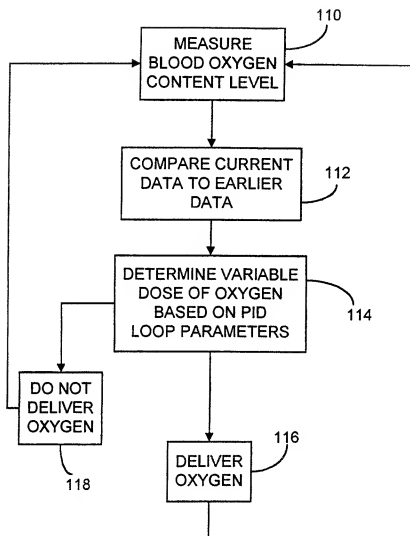 110
MEASURE
BLOOD OXYGEN
CONTENT LEVEL
COMPARE CURRENT
DATA TO EARLIER
DATA
112
DETERMINE VARIABLE
DOSE OF OXYGEN
BASED ON PID
LOOP PARAMETERS
114
DO NOT
DELIVER
OXYGEN
118
DELIVER
OXYGEN
116